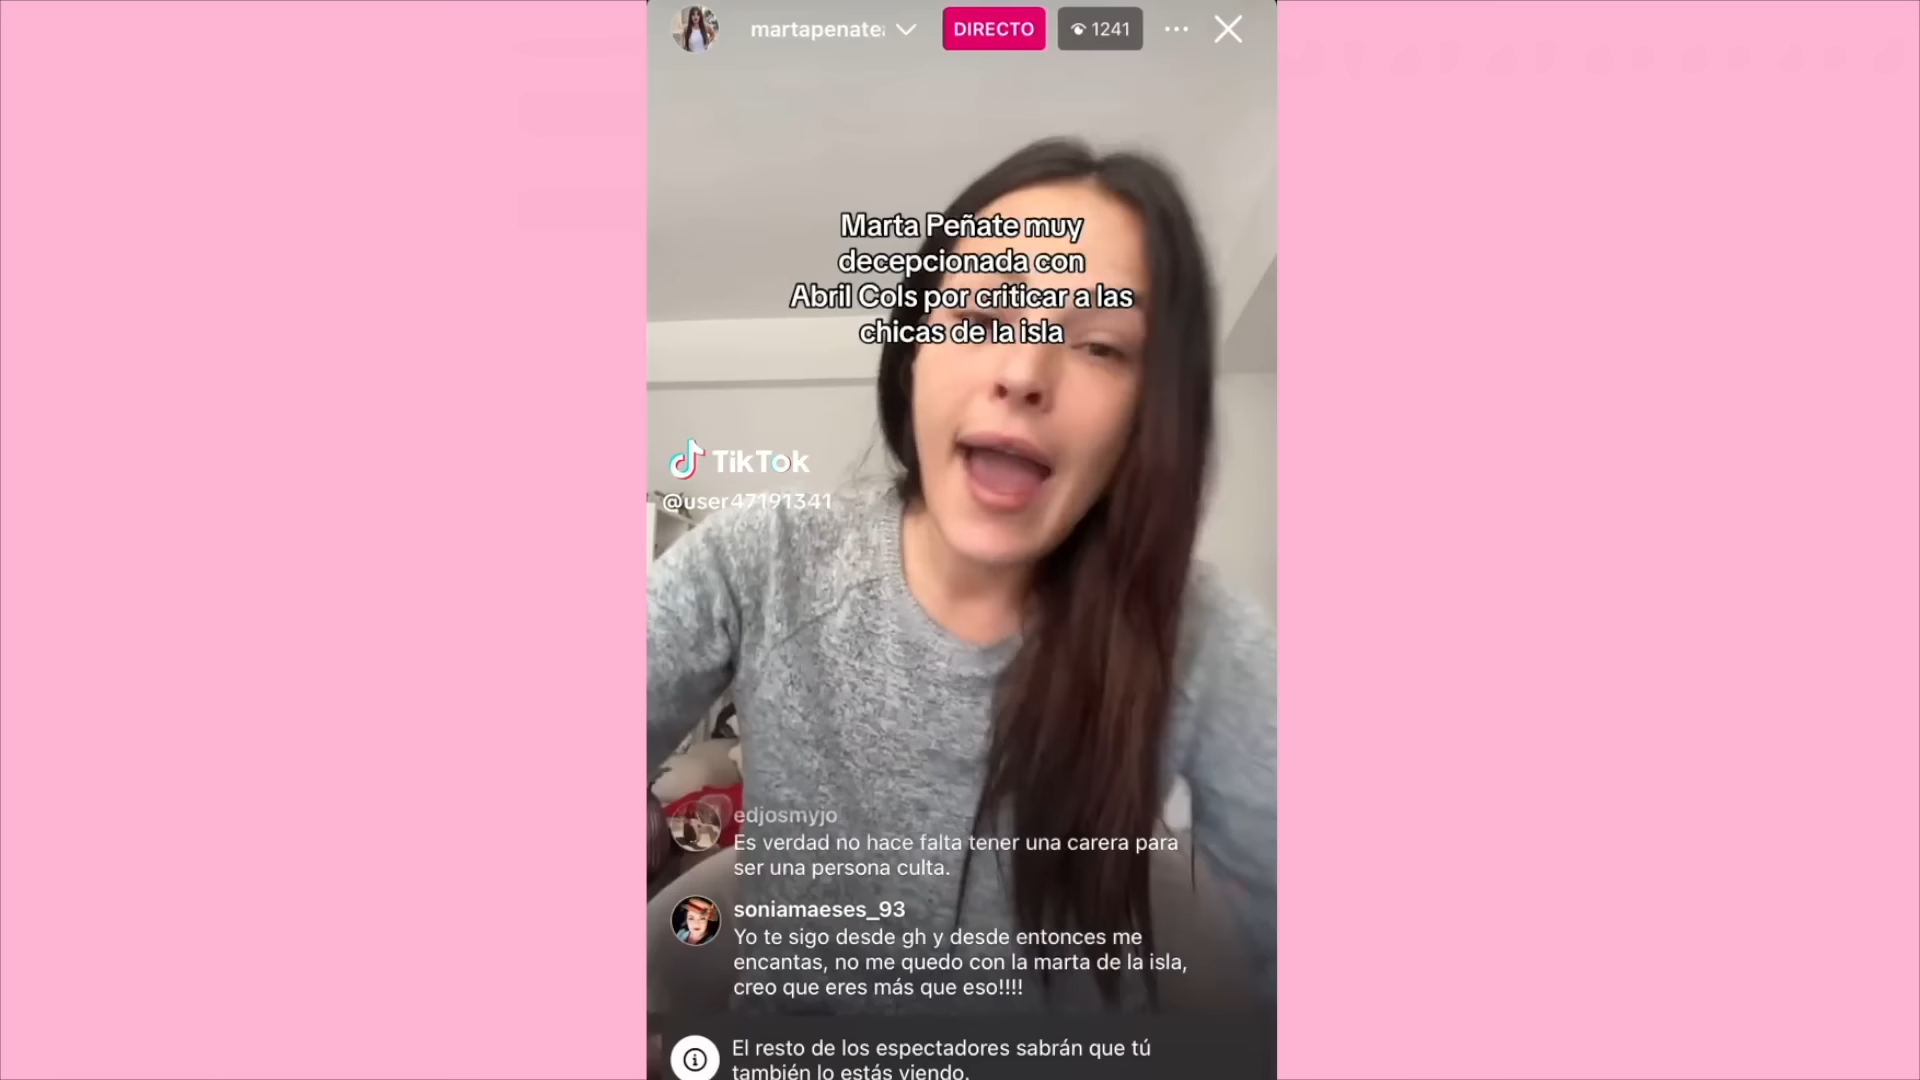 martapenate
DIRECTO
1241
Marta Peñate muy
decepcionada con
Abril Cols por criticar a las
chicas de la isla
TikTok
@user47191341
edjosmyjo
Es verdad no hace falta tener una carera para
ser una persona culta.
soniamaeses_93
Yo te sigo desde gh y desde entonces me
encantas, no me quedo con la marta de la isla,
creo que eres más que eso!!!!
El resto de los espectadores sabrán que tú
también lo estás viendo.